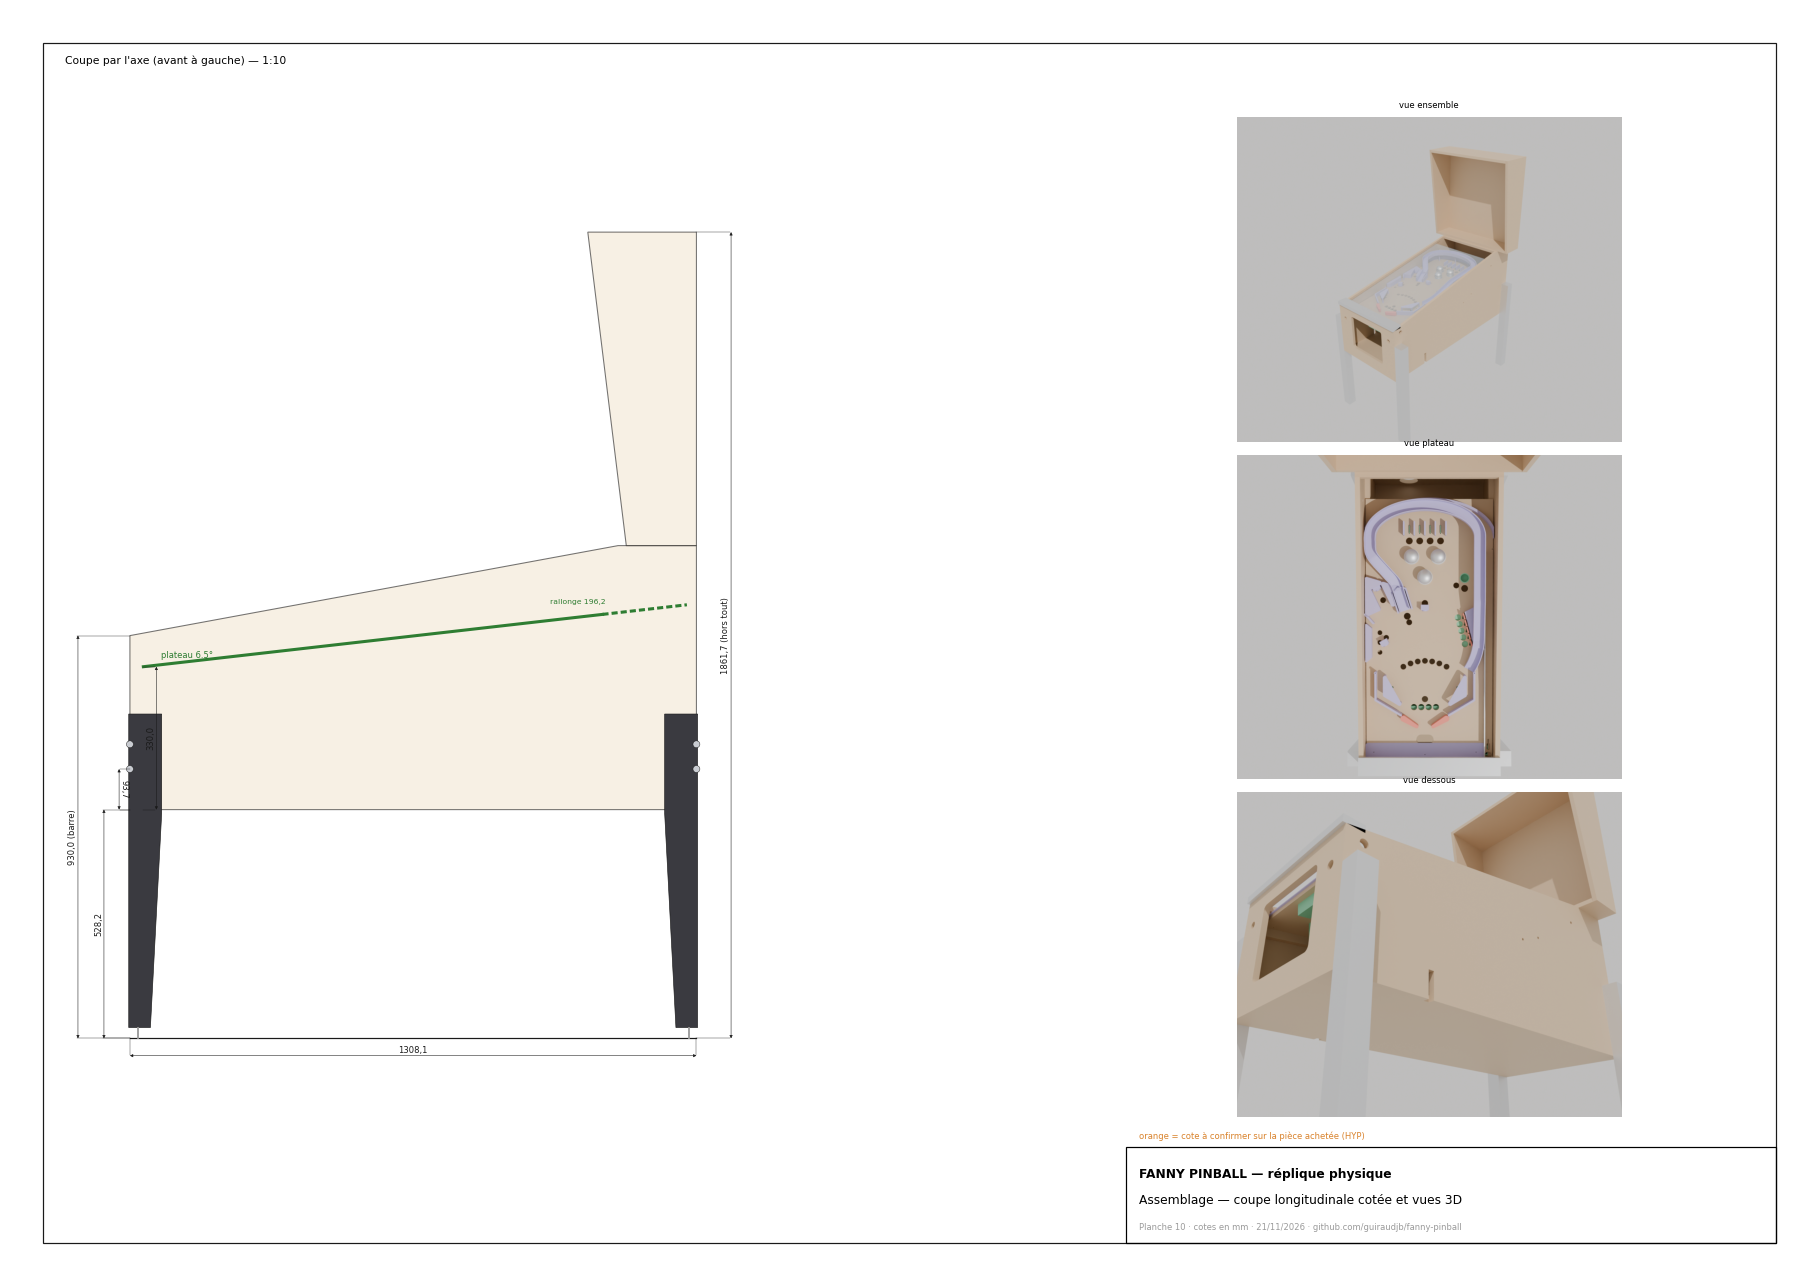 Coupe par l'axe (avant à gauche) — 1:10
vue ensemble
vue plateau
rallonge 196,2
plateau 6,5°
1861,7 (hors tout)
330,0
93,7
930,0 (barre)
528,2
1308,1
vue dessous
orange = cote à confirmer sur la pièce achetée (HYP)
FANNY PINBALL — réplique physique
Assemblage — coupe longitudinale cotée et vues 3D
Planche 10 · cotes en mm · 21/11/2026 · github.com/guiraudjb/fanny-pinball